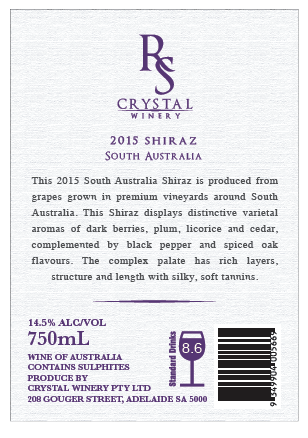 RS
CRYSTAL
WINERY
2015 SHIRAZ
SOUTH AUSTRALIA
This 2015 South Australia Shiraz is produced from
grapes grown in premium vineyards around South
Australia. This Shiraz displays distinctive varietal
aromas of dark berries, plum, licorice and cedar,
complemented by black pepper and spiced oak
flavours. The complex palate has rich layers,
structure and length with silky, soft tannins.
14.5% ALC/VOL
750mL
WINE OF AUSTRALIA
CONTAINS SULPHITES
PRODUCE BY
CRYSTAL WINERY PTY LTD
208 GOUGER STREET, ADELAIDE SA 5000
Standard Drinks
8.6
9 349904 005669